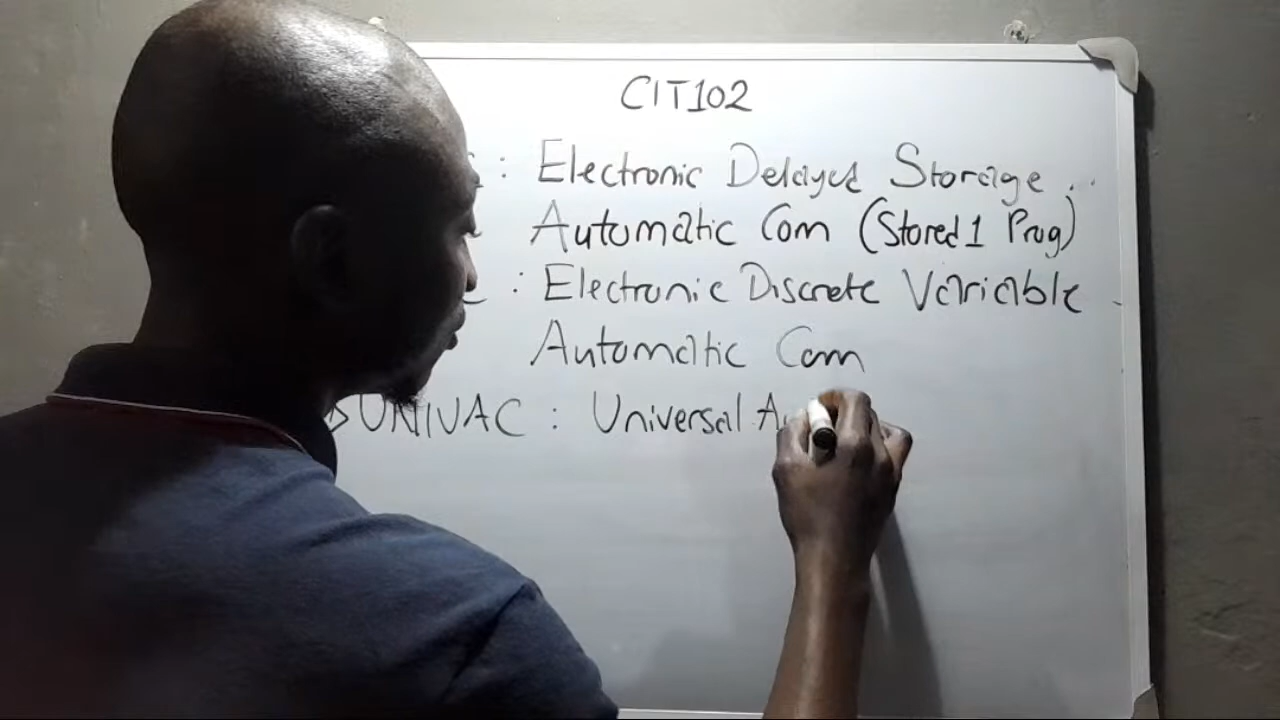 CIT102
: Electronic Delayed Storage
Automatic Com (Stored 1 Prog)
: Electronic Discrete Variable
Automatic Com
UNIVAC : Universal